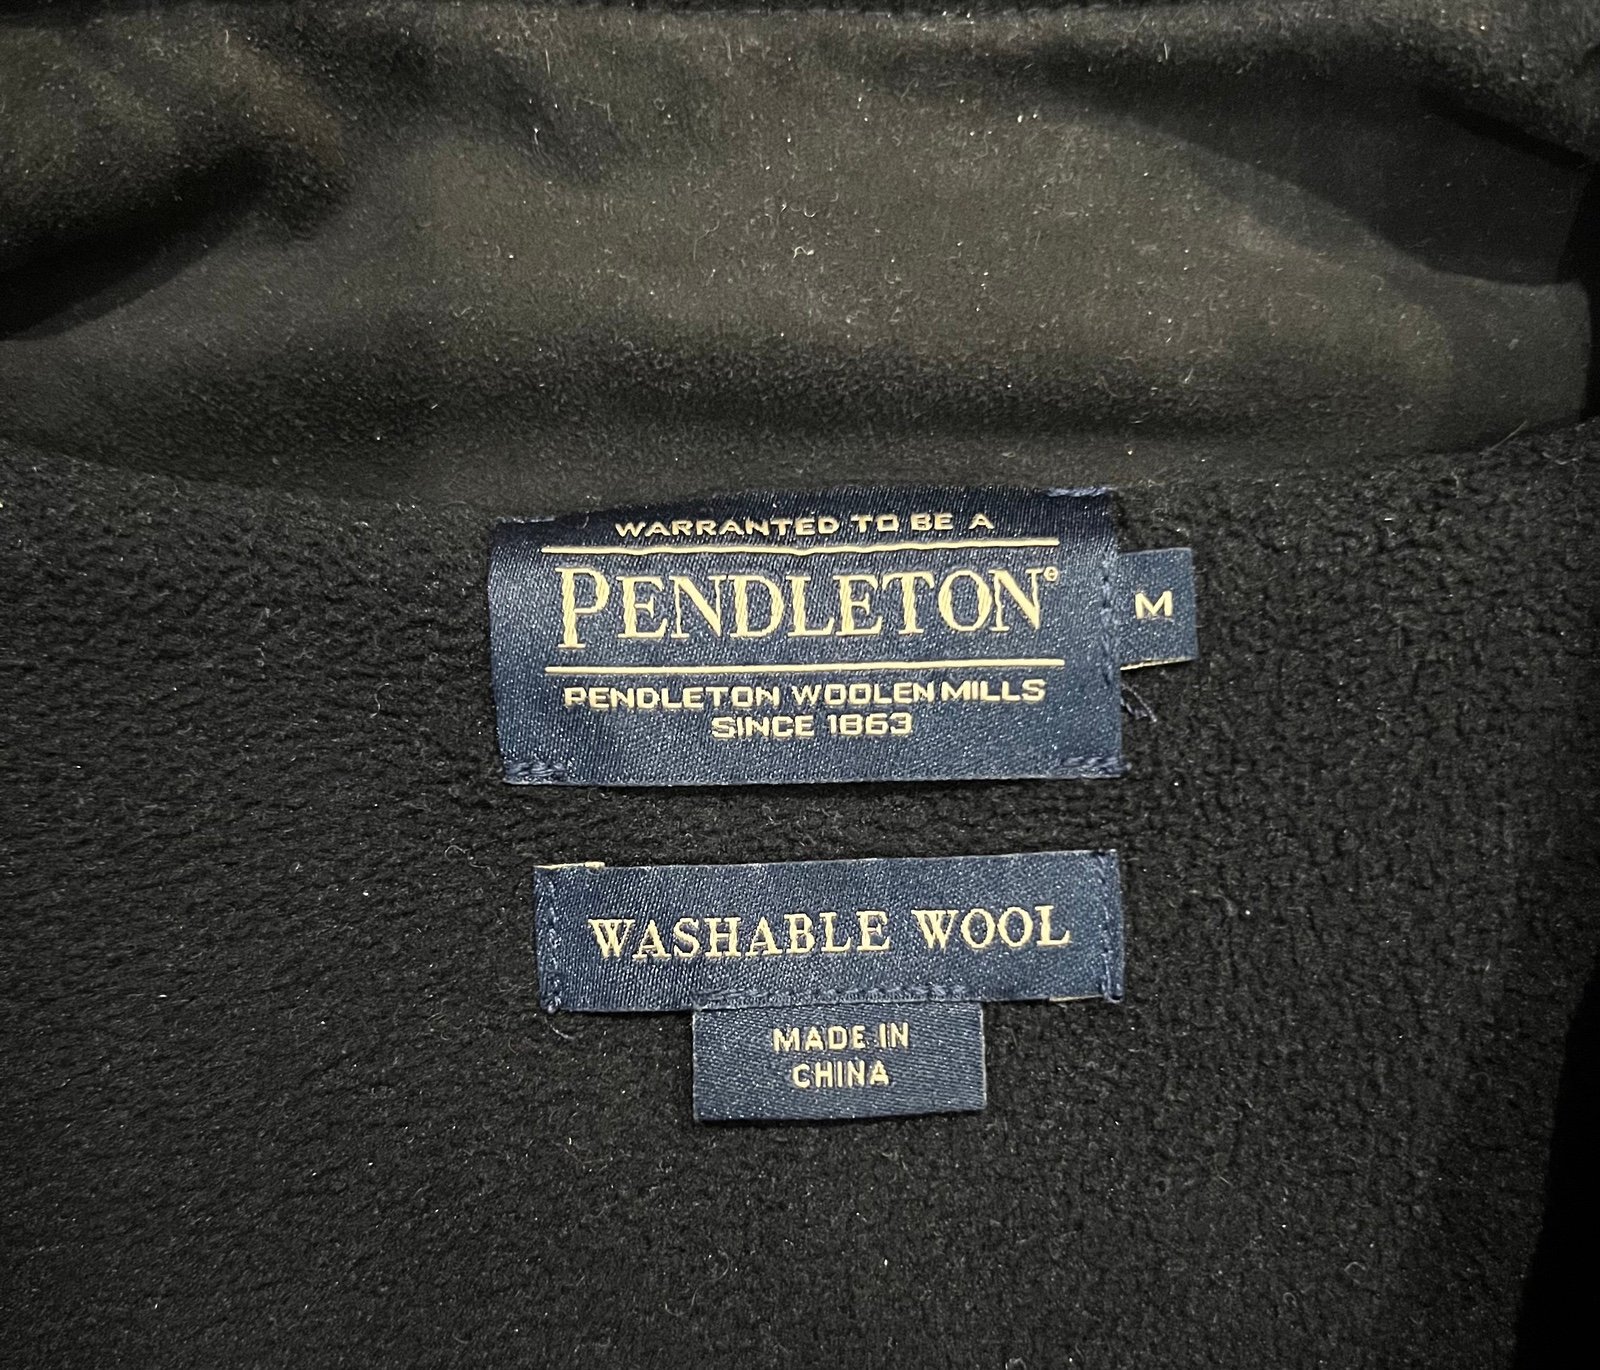 WARRANTED TO BE A
PENDLETON®
M
PENDLETON WOOLEN MILLS
SINCE 1863
WASHABLE WOOL
MADE IN
CHINA